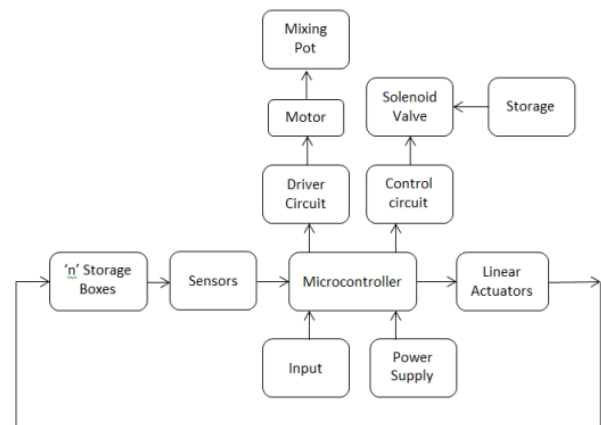 Mixing
Pot
Motor
Solenoid
Valve
Storage
Driver
Circuit
Control
circuit
'n' Storage
Boxes
Sensors
Microcontroller
Linear
Actuators
Input
Power
Supply